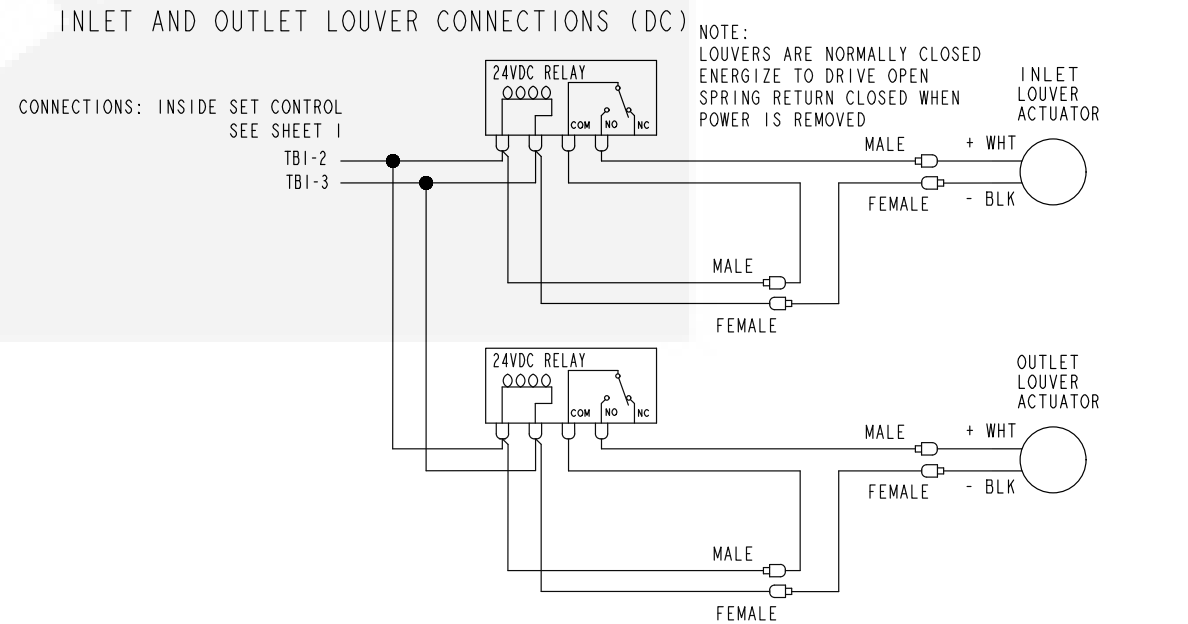 INLET AND OUTLET LOUVER CONNECTIONS (DC)
NOTE:
LOUVERS ARE NORMALLY CLOSED
ENERGIZE TO DRIVE OPEN
SPRING RETURN CLOSED WHEN
POWER IS REMOVED
CONNECTIONS: INSIDE SET CONTROL
SEE SHEET 1
TB1-2
TB1-3
24VDC RELAY
COM NO NC
INLET
LOUVER
ACTUATOR
MALE + WHT
FEMALE - BLK
MALE
FEMALE
24VDC RELAY
COM NO NC
OUTLET
LOUVER
ACTUATOR
MALE + WHT
FEMALE - BLK
MALE
FEMALE